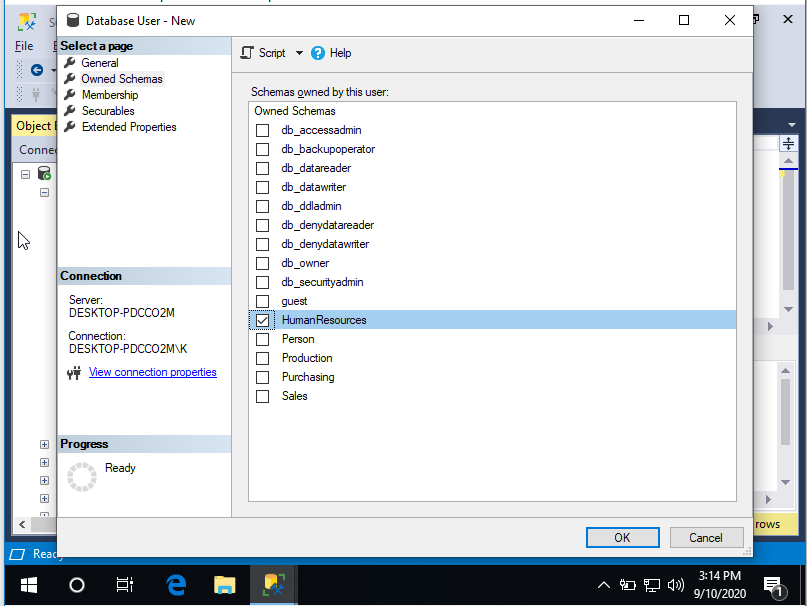 Database User - New
File
Select a page
General
Owned Schemas
Membership
Securables
Extended Properties
Script
Help
Schemas owned by this user:
Owned Schemas
db_accessadmin
db_backupoperator
db_datareader
db_datawriter
db_ddladmin
db_denydatareader
db_denydatawriter
db_owner
db_securityadmin
guest
HumanResources
Person
Production
Purchasing
Sales
Object
Conne
Connection
Server:
DESKTOP-PDCCO2M
Connection:
DESKTOP-PDCCO2M\K
View connection properties
Progress
Ready
OK
Cancel
rows
Ready
3:14 PM
9/10/2020
1